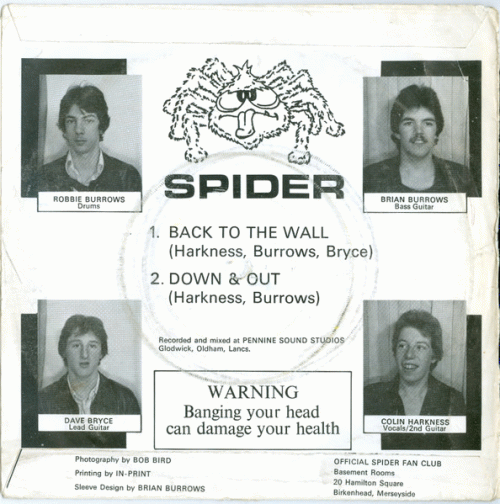 SPIDER
ROBBIE BURROWS
Drums
BRIAN BURROWS
Bass Guitar
1. BACK TO THE WALL
(Harkness, Burrows, Bryce)
2. DOWN & OUT
(Harkness, Burrows)
Recorded and mixed at PENNINE SOUND STUDIOS
Glodwick, Oldham, Lancs.
DAVE BRYCE
Lead Guitar
COLIN HARKNESS
Vocals/2nd Guitar
WARNING
Banging your head
can damage your health
Photography by BOB BIRD
Printing by IN-PRINT
Sleeve Design by BRIAN BURROWS
OFFICIAL SPIDER FAN CLUB
Basement Rooms
20 Hamilton Square
Birkenhead, Merseyside